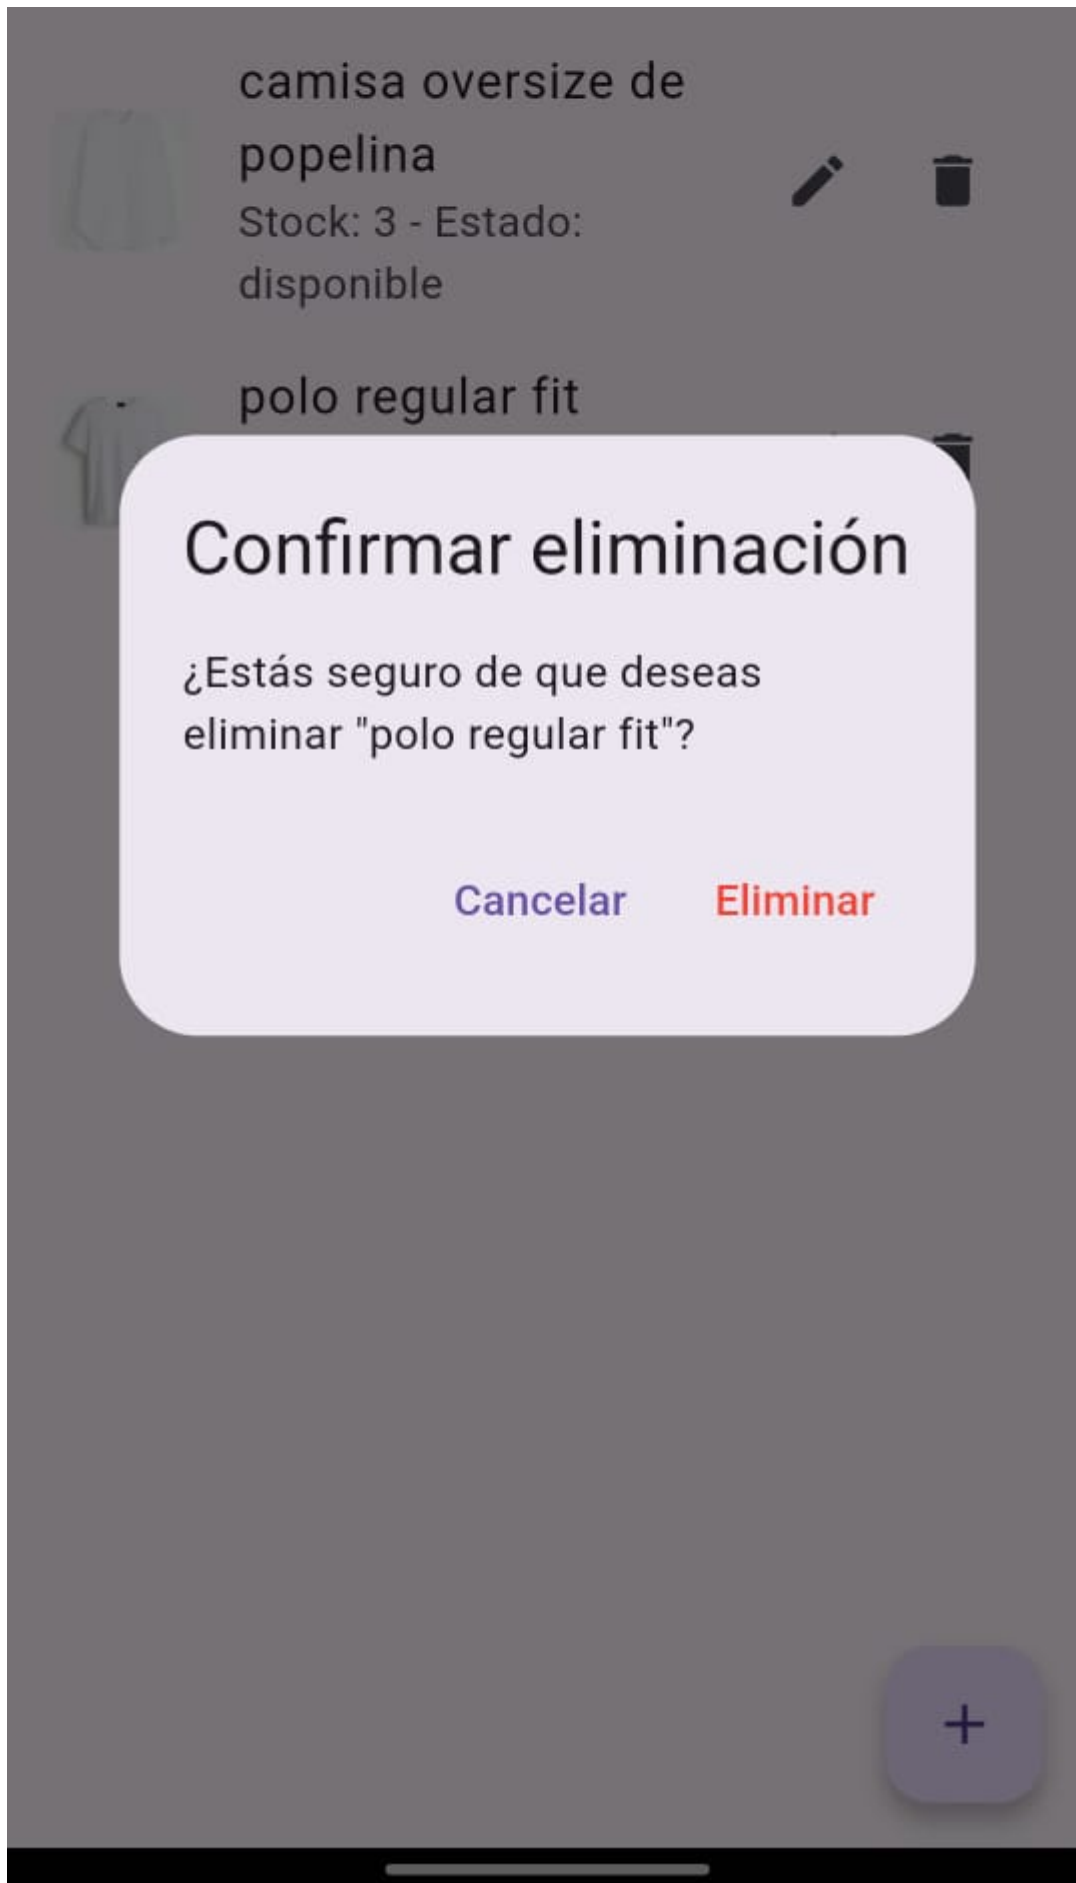 camisa oversize de
popelina
Stock: 3 - Estado:
disponible
polo regular fit
Confirmar eliminación
¿Estás seguro de que deseas
eliminar "polo regular fit"?
Cancelar
Eliminar